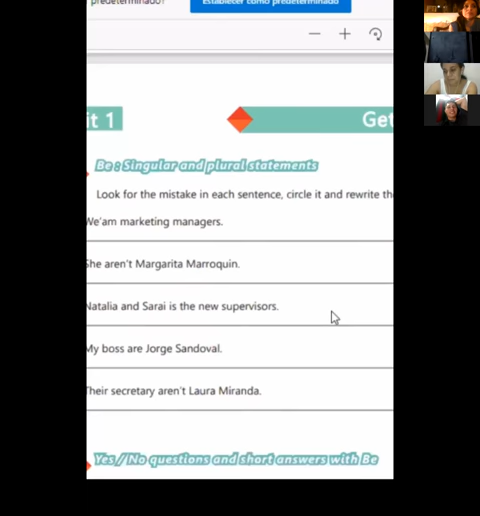 predeterminado?
Establecer como predeterminado
it 1
Get
Be : Singular and plural statements
Look for the mistake in each sentence, circle it and rewrite th
We'am marketing managers.
She aren't Margarita Marroquin.
Natalia and Sarai is the new supervisors.
My boss are Jorge Sandoval.
Their secretary aren't Laura Miranda.
Yes//No questions and short answers with Be